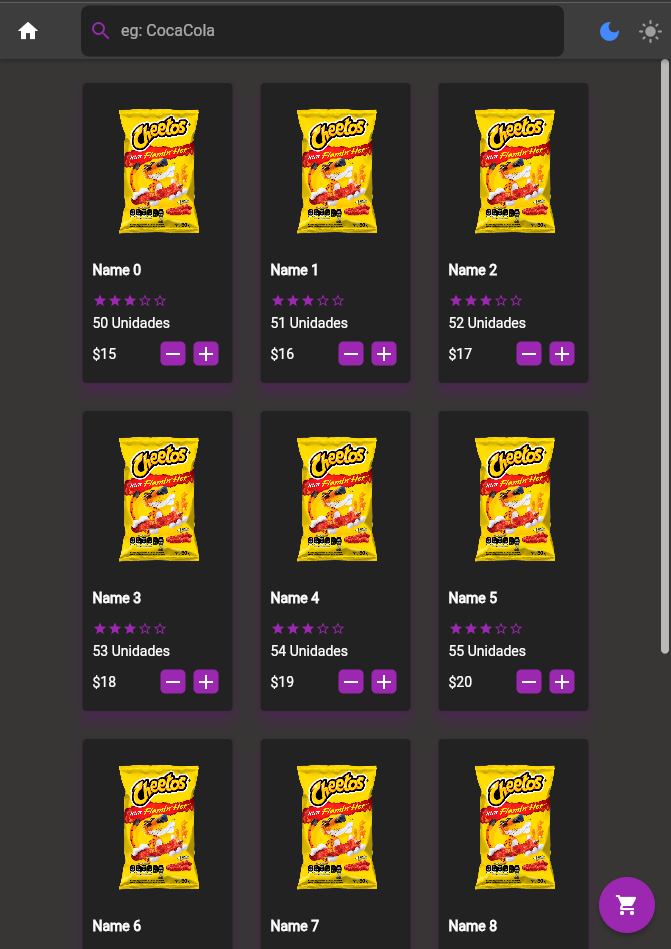 eg: CocaCola
Cheetos Cheetos Cheetos
Flamin' Hot Flamin' Hot Flamin' Hot
Name 0 Name 1 Name 2
50 Unidades 51 Unidades 52 Unidades
$15 $16 $17
Cheetos Cheetos Cheetos
Flamin' Hot Flamin' Hot Flamin' Hot
Name 3 Name 4 Name 5
53 Unidades 54 Unidades 55 Unidades
$18 $19 $20
Cheetos Cheetos Cheetos
Flamin' Hot Flamin' Hot Flamin' Hot
Name 6 Name 7 Name 8